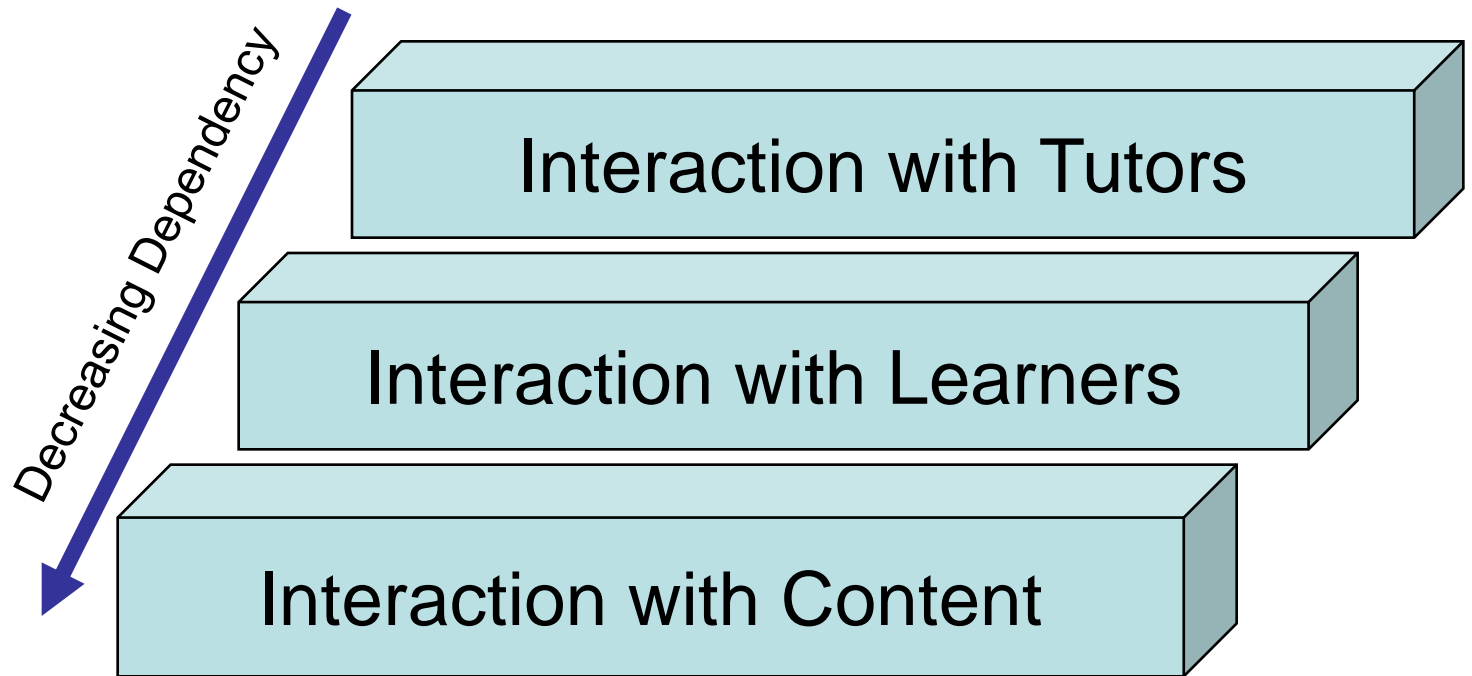 Decreasing Dependency
Interaction with Tutors
Interaction with Learners
Interaction with Content